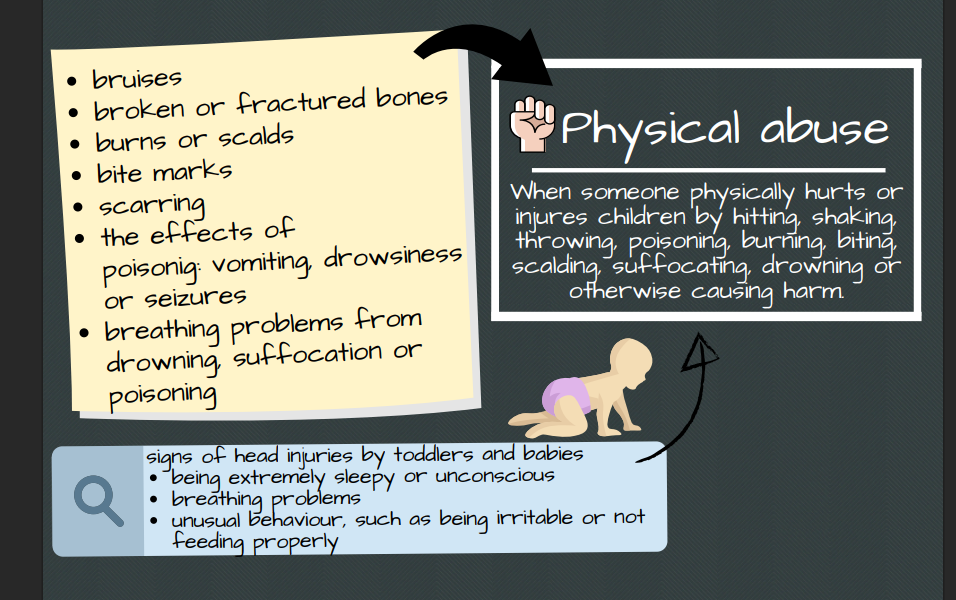 • bruises
• broken or fractured bones
• burns or scalds
• bite marks
• scarring
• the effects of
poisonig: vomiting, drowsiness
or seizures
• breathing problems from
drowning, suffocation or
poisoning
Physical abuse
When someone physically hurts or
injures children by hitting, shaking,
throwing, poisoning, burning, biting,
scalding, suffocating, drowning or
otherwise causing harm.
signs of head injuries by toddlers and babies
• being extremely sleepy or unconscious
• breathing problems
• unusual behaviour, such as being irritable or not
feeding properly